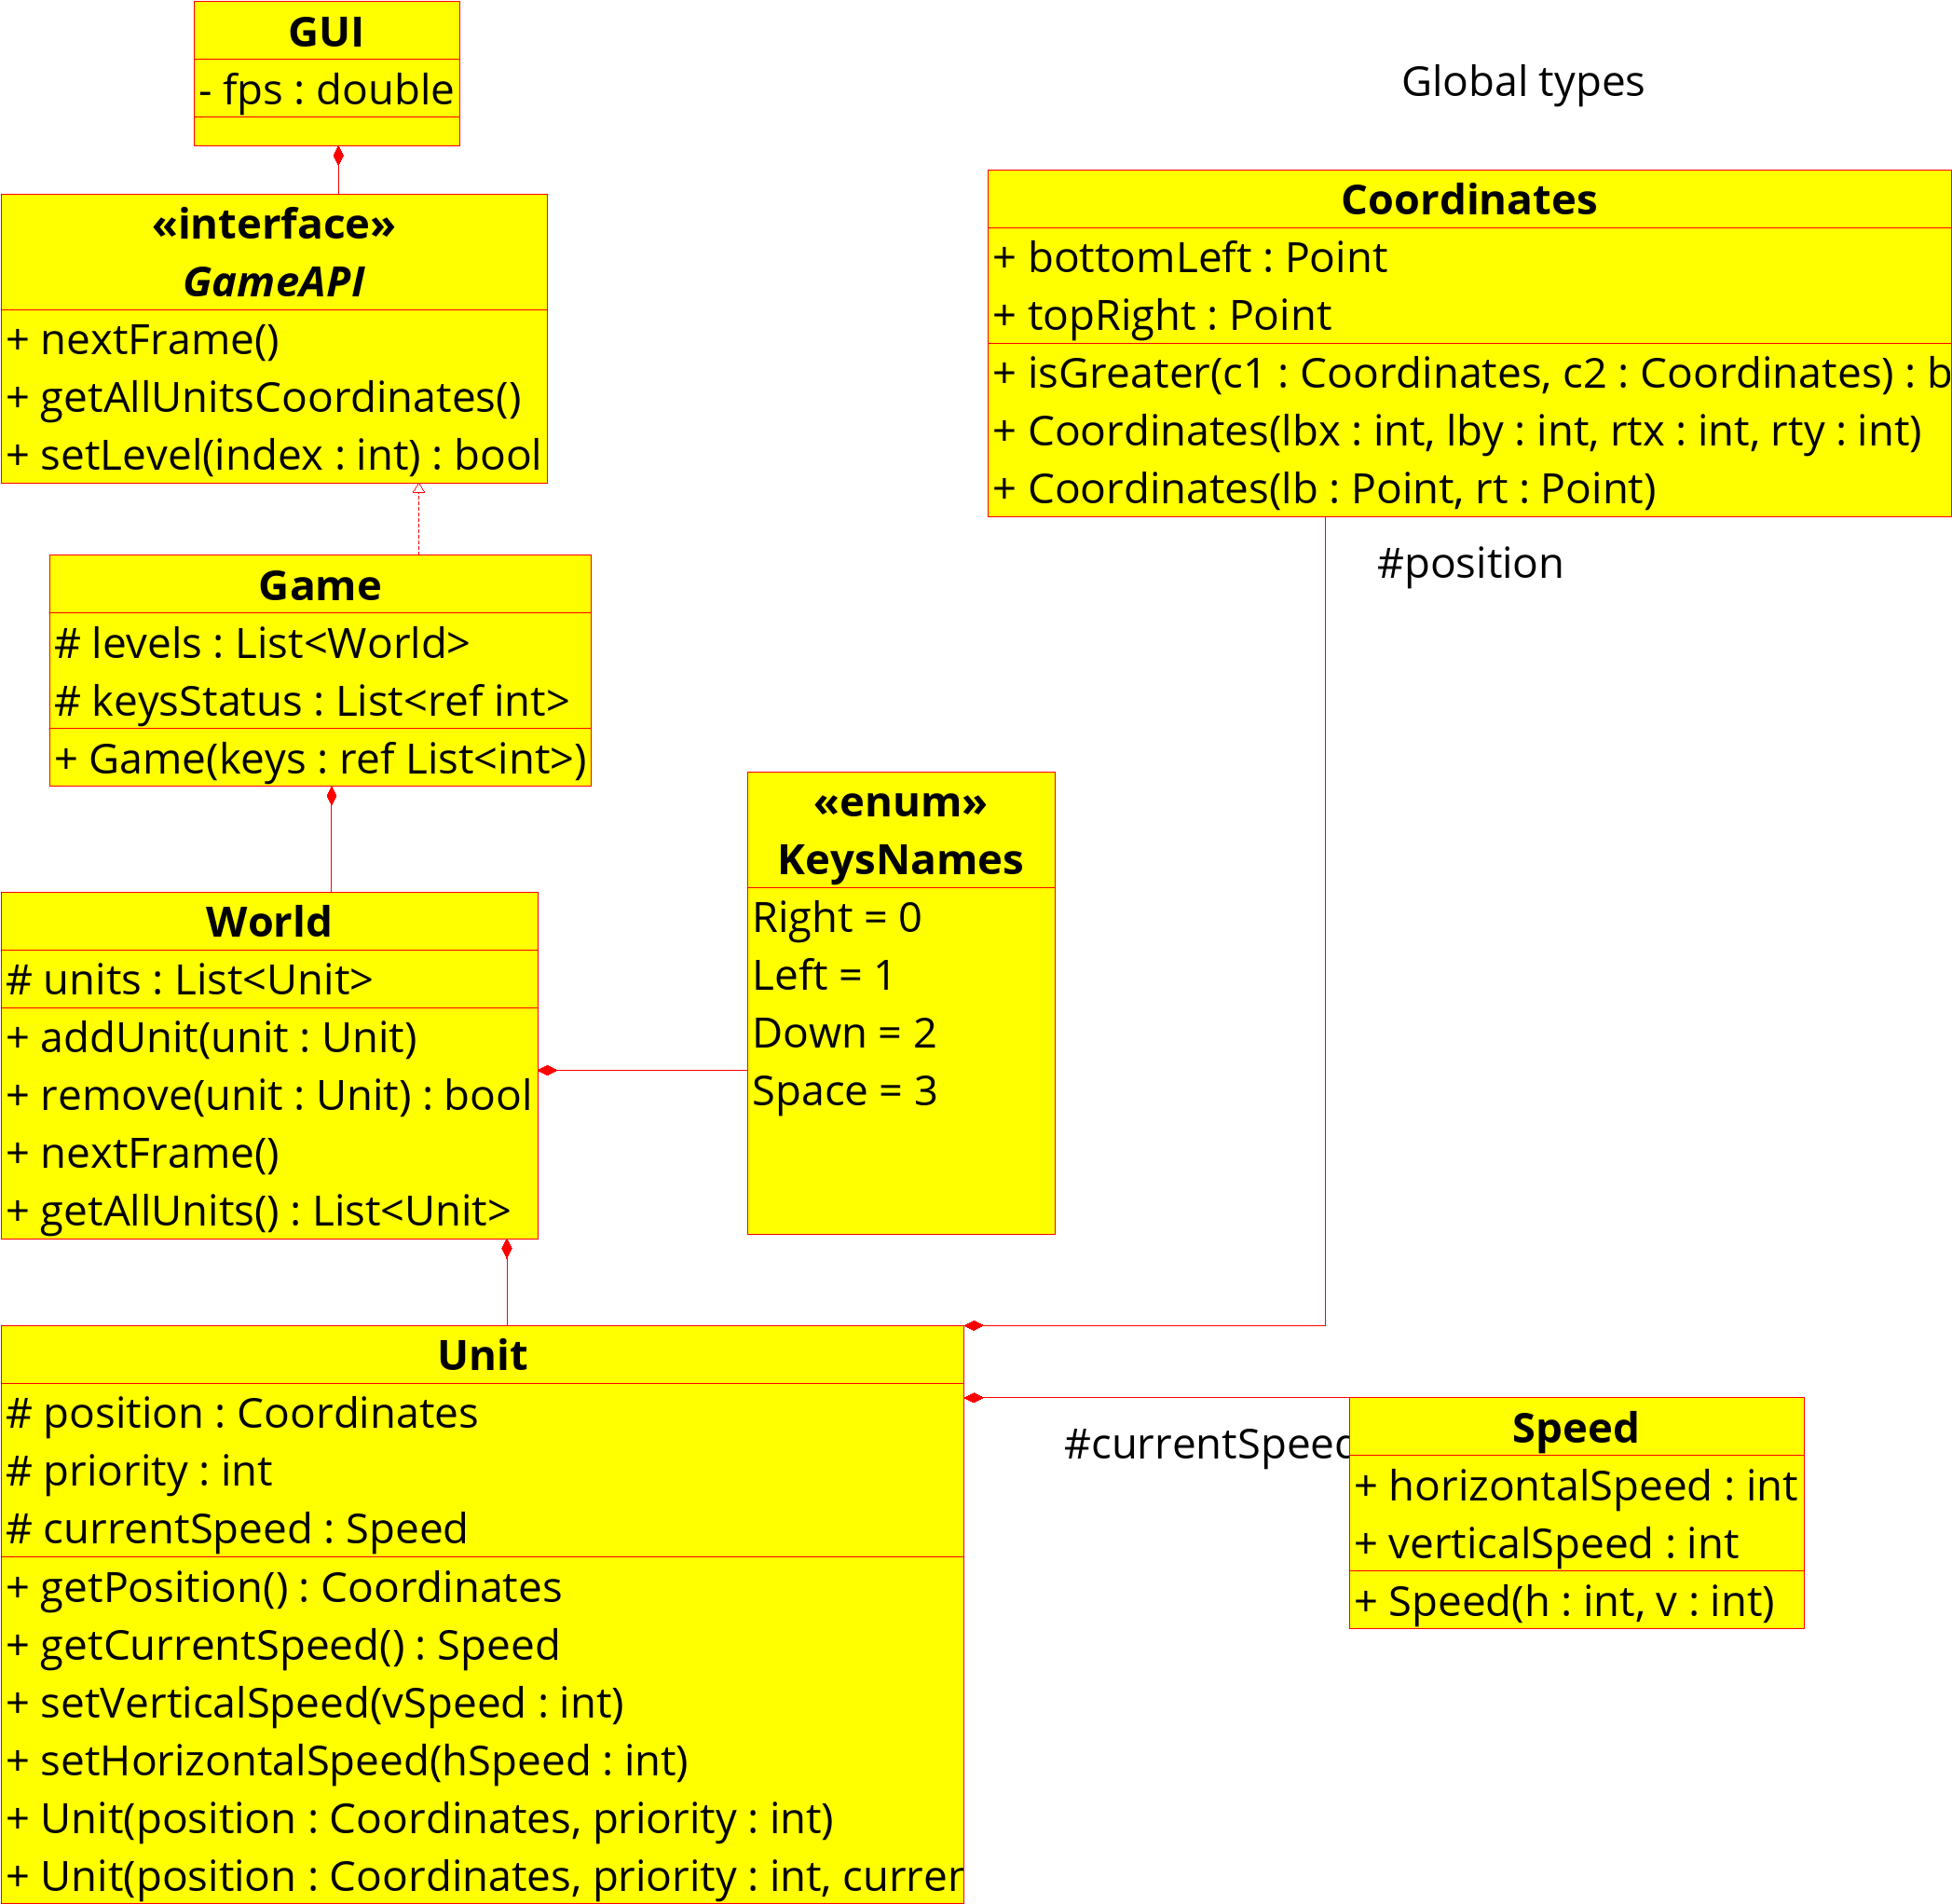 GUI
- fps : double
Global types
«interface»
GameAPI
+ nextFrame()
+ getAllUnitsCoordinates()
+ setLevel(index : int) : bool
Coordinates
+ bottomLeft : Point
+ topRight : Point
+ isGreater(c1 : Coordinates, c2 : Coordinates) : b
+ Coordinates(lbx : int, lby : int, rtx : int, rty : int)
+ Coordinates(lb : Point, rt : Point)
#position
Game
# levels : List<World>
# keysStatus : List<ref int>
+ Game(keys : ref List<int>)
«enum»
KeysNames
Right = 0
Left = 1
Down = 2
Space = 3
World
# units : List<Unit>
+ addUnit(unit : Unit)
+ remove(unit : Unit) : bool
+ nextFrame()
+ getAllUnits() : List<Unit>
Unit
# position : Coordinates
# priority : int
# currentSpeed : Speed
+ getPosition() : Coordinates
+ getCurrentSpeed() : Speed
+ setVerticalSpeed(vSpeed : int)
+ setHorizontalSpeed(hSpeed : int)
+ Unit(position : Coordinates, priority : int)
+ Unit(position : Coordinates, priority : int, curren
#currentSpeed
Speed
+ horizontalSpeed : int
+ verticalSpeed : int
+ Speed(h : int, v : int)